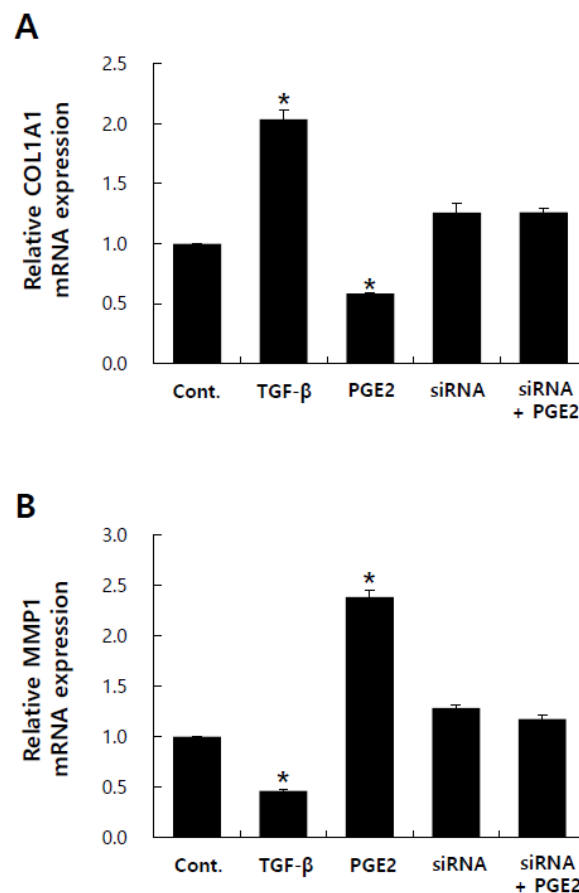 A
Relative COL1A1
mRNA expression
2.5
2.0
1.5
1.0
0.5
0.0
*
*
Cont.
TGF-β
PGE2
siRNA
siRNA
+ PGE2
B
Relative MMP1
mRNA expression
3.0
2.5
2.0
1.5
1.0
0.5
0.0
*
*
Cont.
TGF-β
PGE2
siRNA
siRNA
+ PGE2